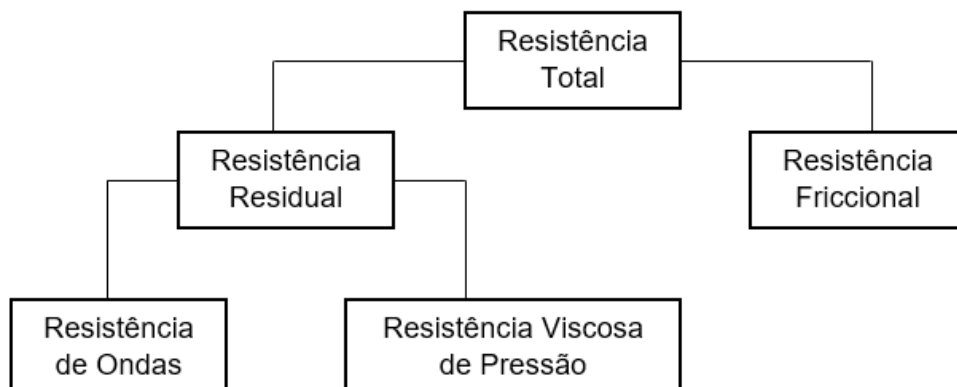 Resistência
Total
Resistência
Residual
Resistência
Friccional
Resistência
de Ondas
Resistência Viscosa
de Pressão